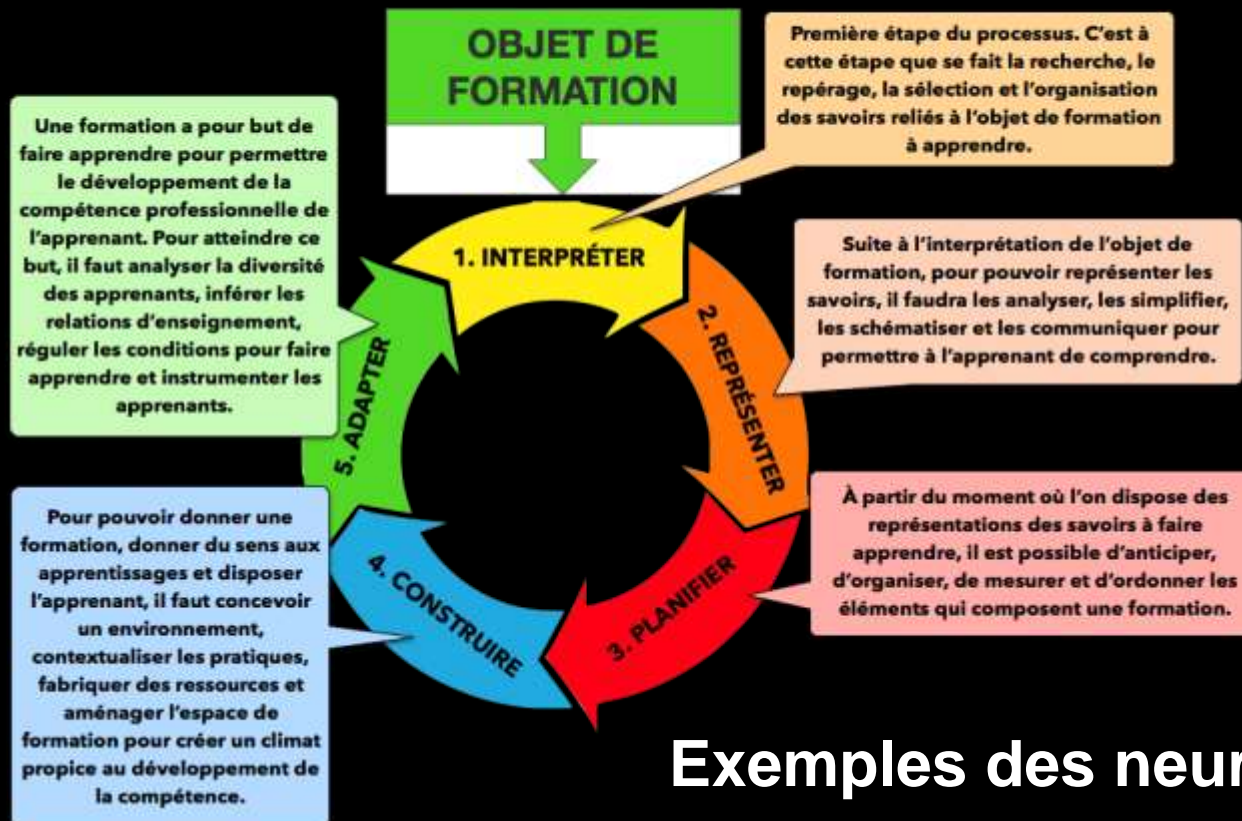 OBJET DE
FORMATION
Première étape du processus. C'est à
cette étape que se fait la recherche, le
repérage, la sélection et l'organisation
des savoirs reliés à l'objet de formation
à apprendre.
Une formation a pour but de
faire apprendre pour permettre
le développement de la
compétence professionnelle de
l'apprenant. Pour atteindre ce
but, il faut analyser la diversité
des apprenants, inférer les
relations d'enseignement,
réguler les conditions pour faire
apprendre et instrumenter les
apprenants.
1. INTERPRÉTER
Suite à l'interprétation de l'objet de
formation, pour pouvoir représenter les
savoirs, il faudra les analyser, les simplifier,
les schématiser et les communiquer pour
permettre à l'apprenant de comprendre.
2. REPRÉSENTER
5. ADAPTER
À partir du moment où l'on dispose des
représentations des savoirs à faire
apprendre, il est possible d'anticiper,
d'organiser, de mesurer et d'ordonner les
éléments qui composent une formation.
3. PLANIFIER
4. CONSTRUIRE
Pour pouvoir donner une
formation, donner du sens aux
apprentissages et disposer
l'apprenant, il faut concevoir
un environnement,
contextualiser les pratiques,
fabriquer des ressources et
aménager l'espace de
formation pour créer un climat
propice au développement de
la compétence.
Exemples des neur